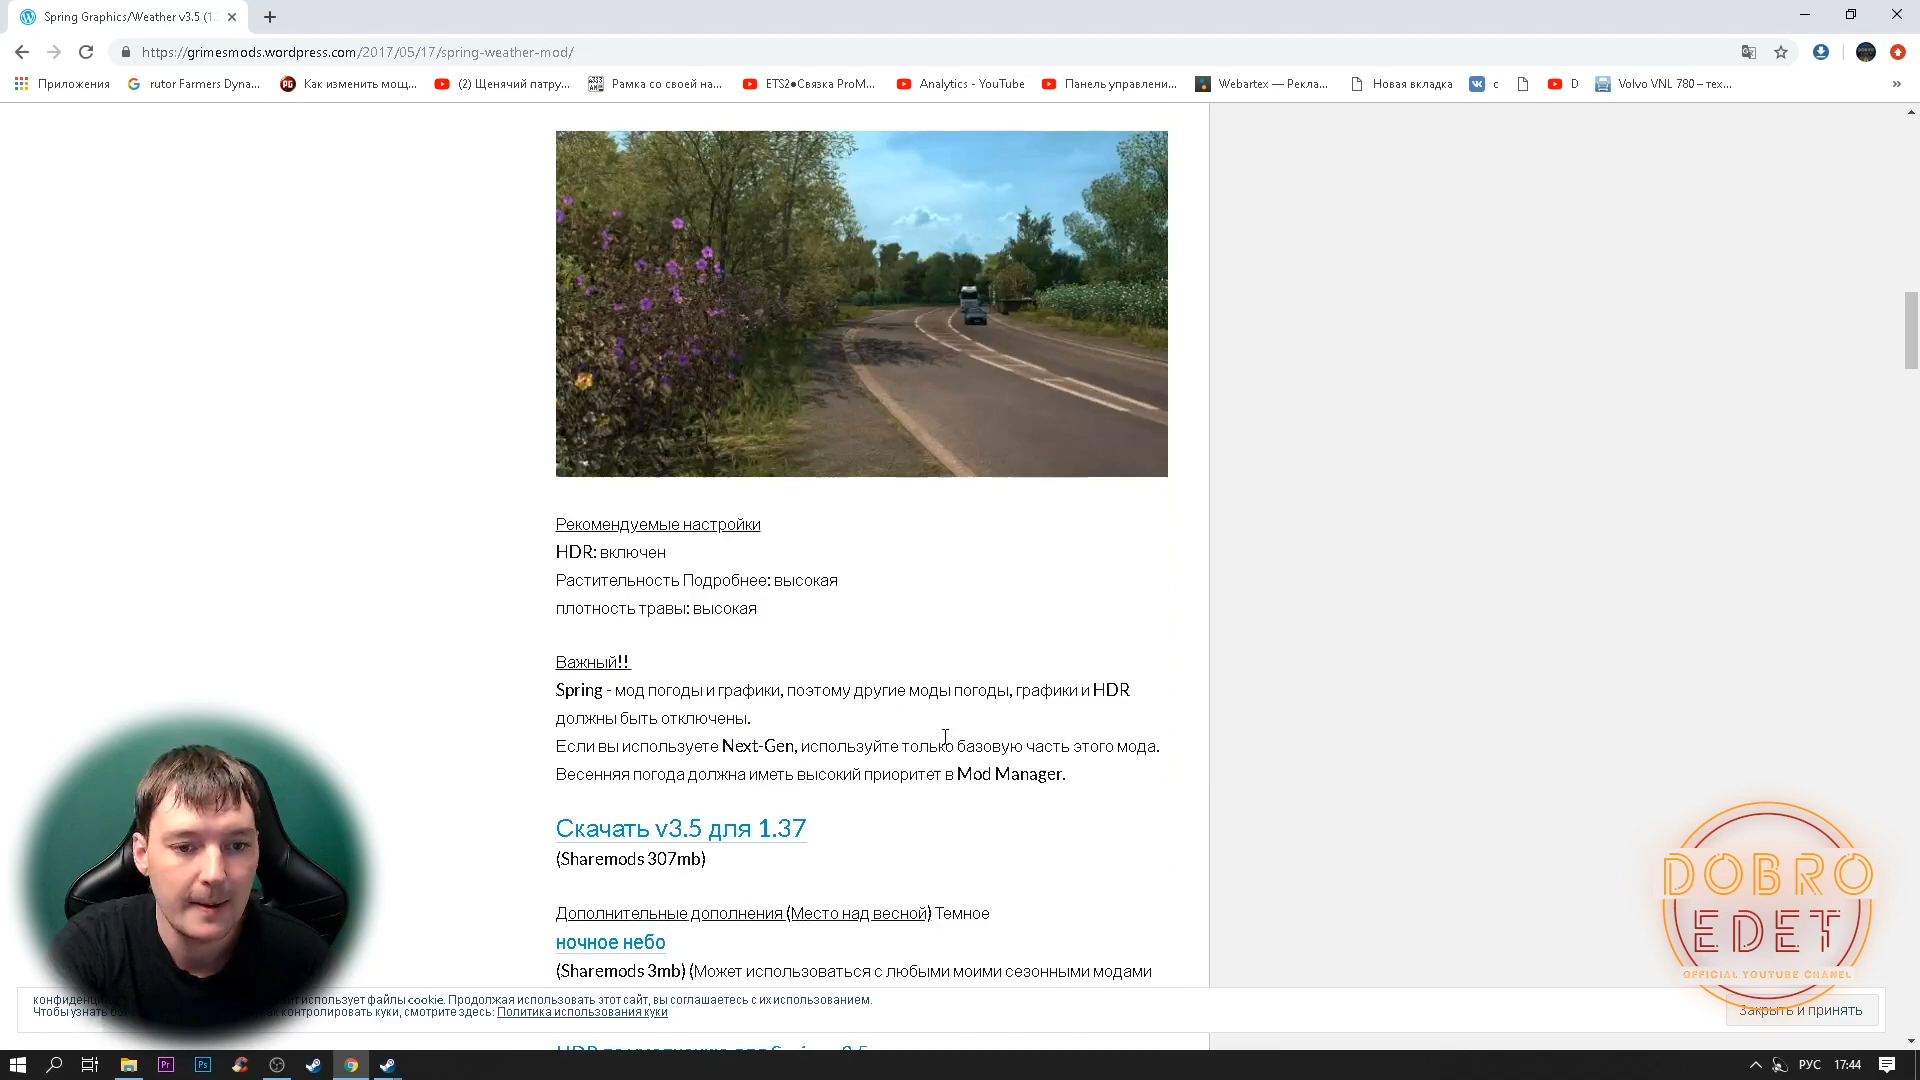 Spring Graphics/Weather v3.5 (1.
https://grimesmods.wordpress.com/2017/05/17/spring-weather-mod/
Приложения
rutor Farmers Dyna...
Как изменить мощ...
(2) Щенячий патру...
Рамка со своей на...
ETS2•Связка ProM...
Analytics - YouTube
Панель управлени...
Webartex — Рекла...
Новая вкладка
с
D
Volvo VNL 780 – тех...
»
Рекомендуемые настройки
HDR: включен
Растительность Подробнее: высокая
плотность травы: высокая
Важный!!
Spring - мод погоды и графики, поэтому другие моды погоды, графики и HDR
должны быть отключены.
Если вы используете Next-Gen, используйте только базовую часть этого мода.
Весенняя погода должна иметь высокий приоритет в Mod Manager.
Скачать v3.5 для 1.37
(Sharemods 307mb)
Дополнительные дополнения (Место над весной) Темное
ночное небо
(Sharemods 3mb) (Может использоваться с любыми моими сезонными модами
DOBRO
EDET
OFFICIAL YOUTUBE CHANEL
использует файлы cookie. Продолжая использовать этот сайт, вы соглашаетесь с их использованием.
Чтобы узнать контролировать куки, смотрите здесь: Политика использования куки
Закрыть и принять
РУС
17:44